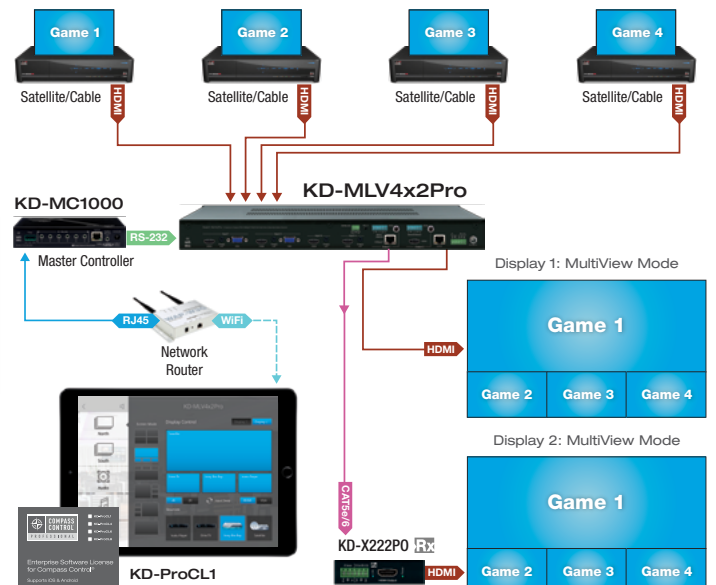 Game 1
Game 2
Game 3
Game 4
Satellite/Cable
HDMI
Satellite/Cable
HDMI
Satellite/Cable
HDMI
Satellite/Cable
HDMI
KD-MLV4x2Pro
KD-MC1000
RS-232
Master Controller
Display 1: MultiView Mode
RJ45
WiFi
Network
Router
HDMI
Game 1
Game 2
Game 3
Game 4
Display 2: MultiView Mode
CAT5e/6
Game 1
Game 2
Game 3
Game 4
KD-X222PO Rx
HDMI
KD-MLV4x2Pro
Display Control
COMPASS
CONTROL
PROFESSIONAL
Enterprise Software License
for Compass Control
Supports iOS & Android
KD-ProCL1